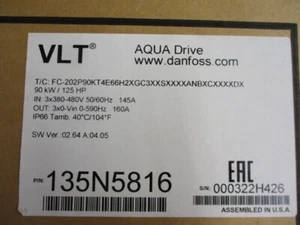 VLT®
AQUA Drive
www.danfoss.com
T/C: FC-202P90KT4E66H2XGC3XXSXXXXANBXCXXXXDX
90 kW / 125 HP
IN: 3x380-480V 50/60Hz 145A
OUT: 3x0-Vin 0-590Hz 160A
IP66 Tamb. 40°C/104°F
SW Ver.: 02.64 A.04.05
EAC
P/N: 135N5816
S/N: 000322H426
ASSEMBLED IN U.S.A.